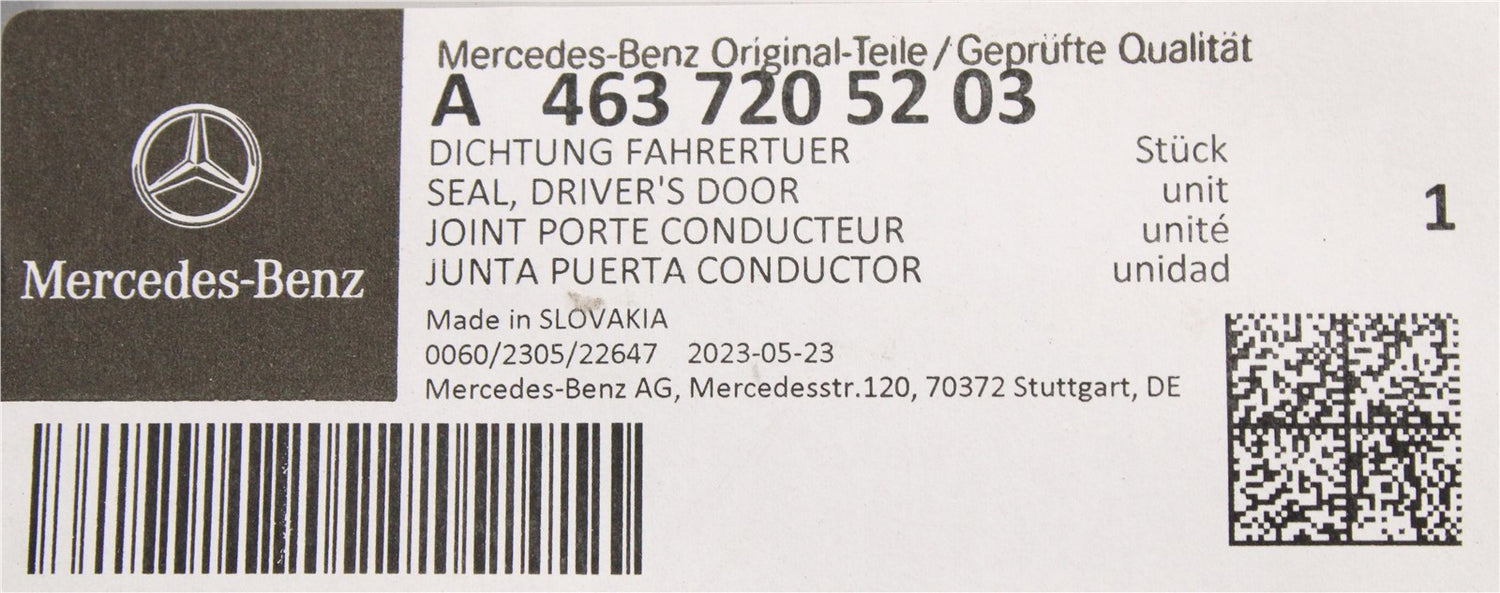 Mercedes-Benz
Mercedes-Benz Original-Teile/Geprüfte Qualität
A 463 720 52 03
DICHTUNG FAHRERTUER Stück
SEAL, DRIVER'S DOOR unit
JOINT PORTE CONDUCTEUR unité
JUNTA PUERTA CONDUCTOR unidad
1
Made in SLOVAKIA
0060/2305/22647 2023-05-23
Mercedes-Benz AG, Mercedesstr.120, 70372 Stuttgart, DE